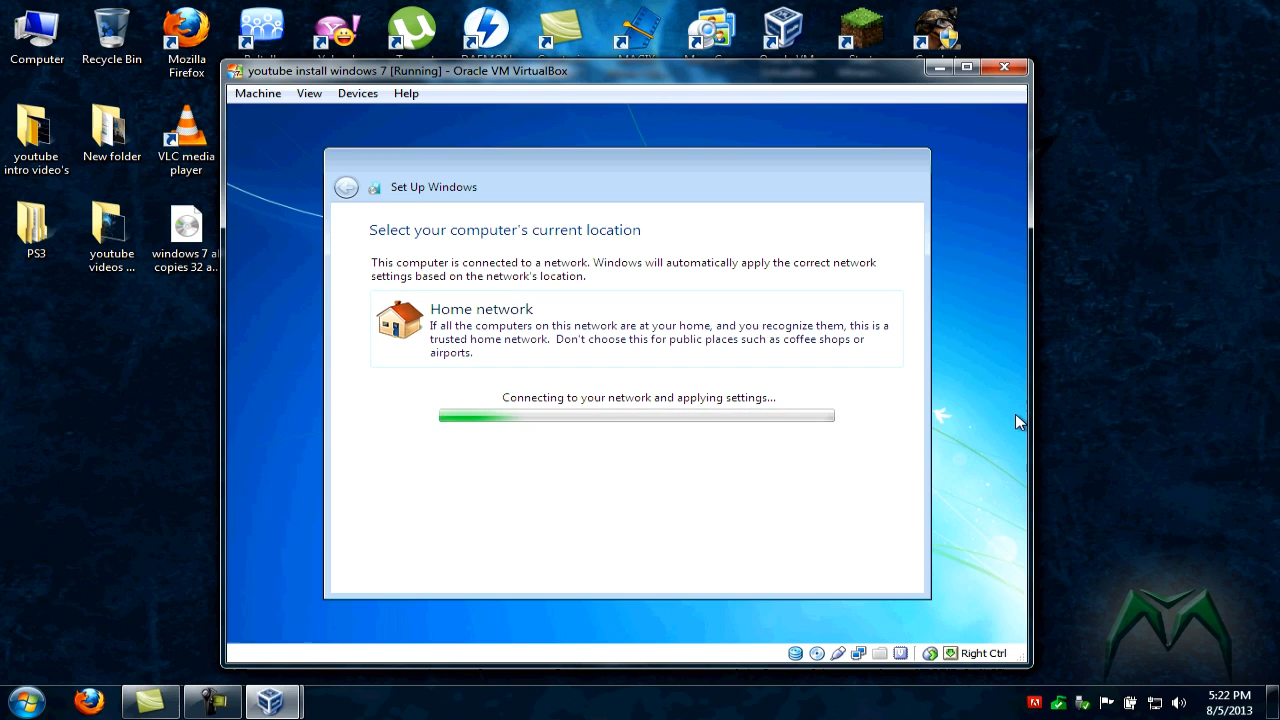 Computer
Recycle Bin
Mozilla
Firefox
youtube install windows 7 [Running] - Oracle VM VirtualBox
Machine View Devices Help
youtube
intro video's
New folder
VLC media
player
PS3
youtube
videos ...
windows 7 al
copies 32 a...
Set Up Windows
Select your computer's current location
This computer is connected to a network. Windows will automatically apply the correct network
settings based on the network's location.
Home network
If all the computers on this network are at your home, and you recognize them, this is a
trusted home network. Don't choose this for public places such as coffee shops or
airports.
Connecting to your network and applying settings...
Right Ctrl
5:22 PM
8/5/2013